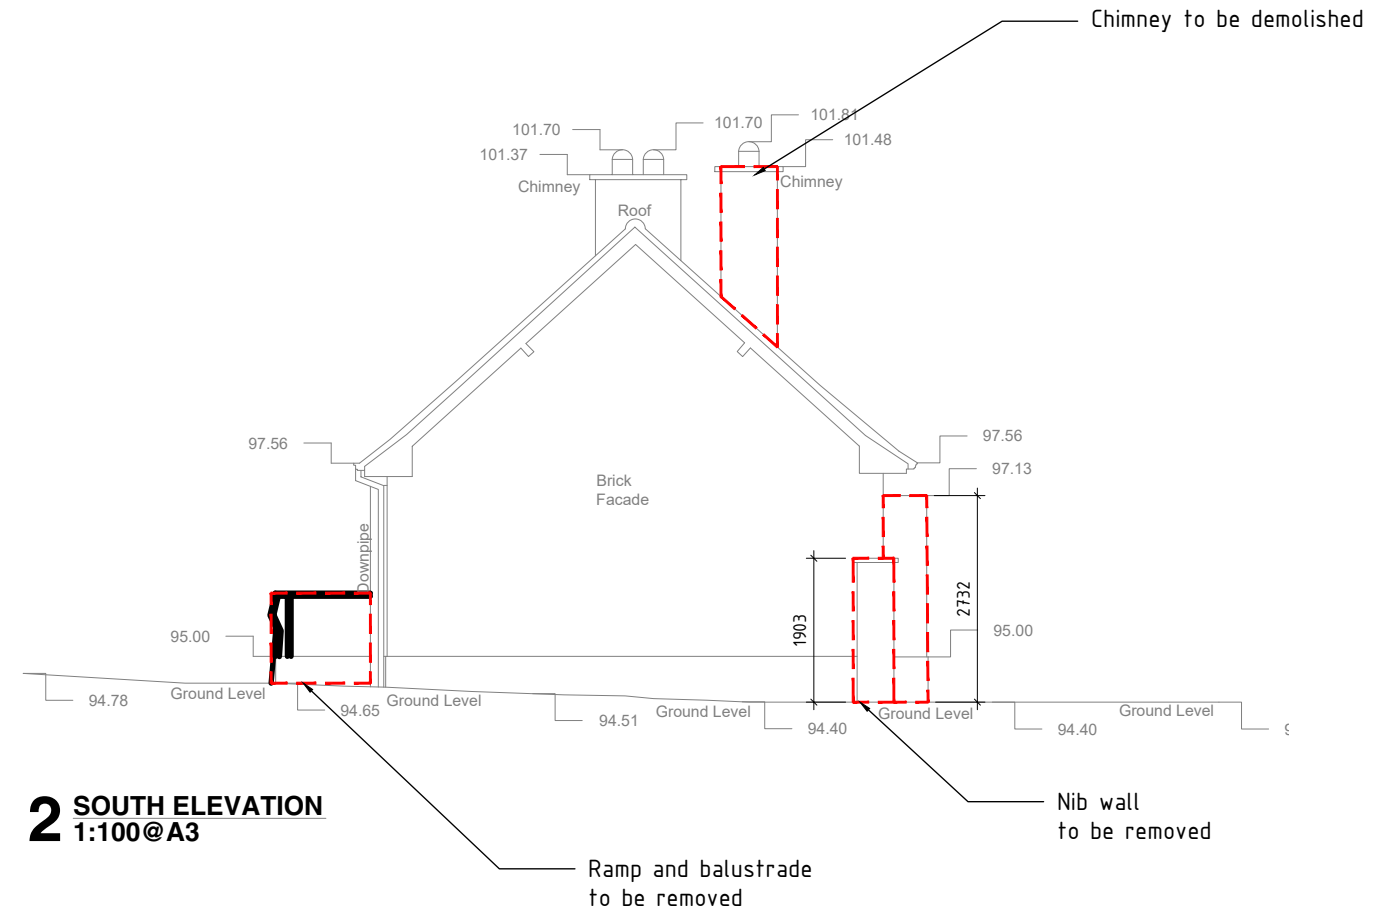 Chimney to be demolished
101.81
101.70
101.70
101.48
101.37
Chimney
Chimney
Roof
97.56
97.56
97.13
Brick
Facade
Downpipe
2732
1903
95.00
95.00
Ground Level
94.78
94.65
Ground Level
94.51
Ground Level
94.40
Ground Level
94.40
Ground Level
2 SOUTH ELEVATION
1:100@A3
Nib wall
to be removed
Ramp and balustrade
to be removed